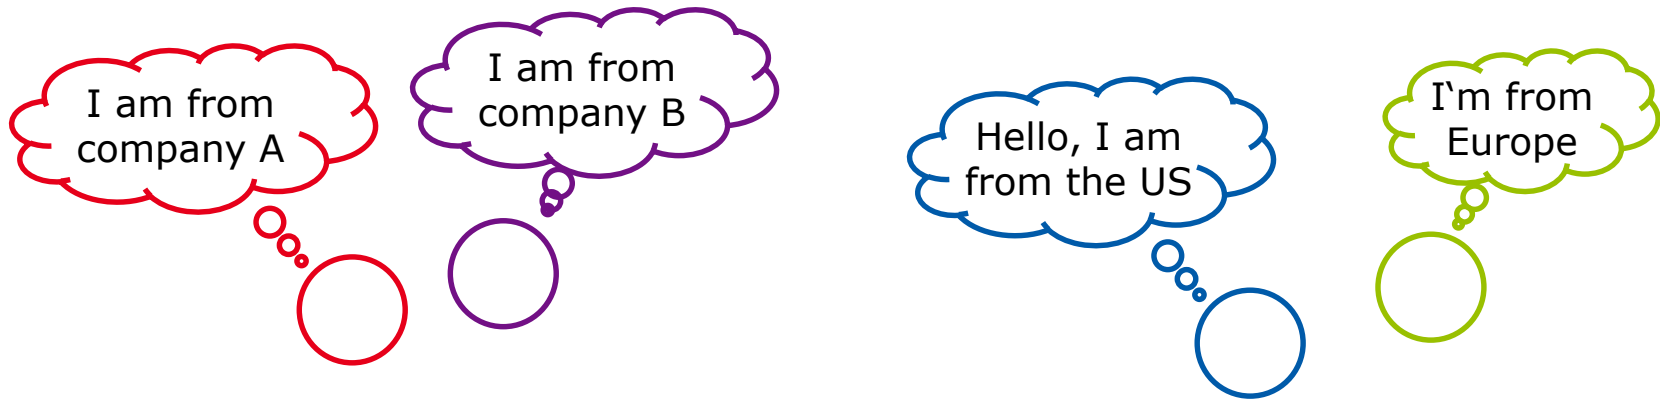 I am from
company A
I am from
company B
Hello, I am
from the US
I‘m from
Europe